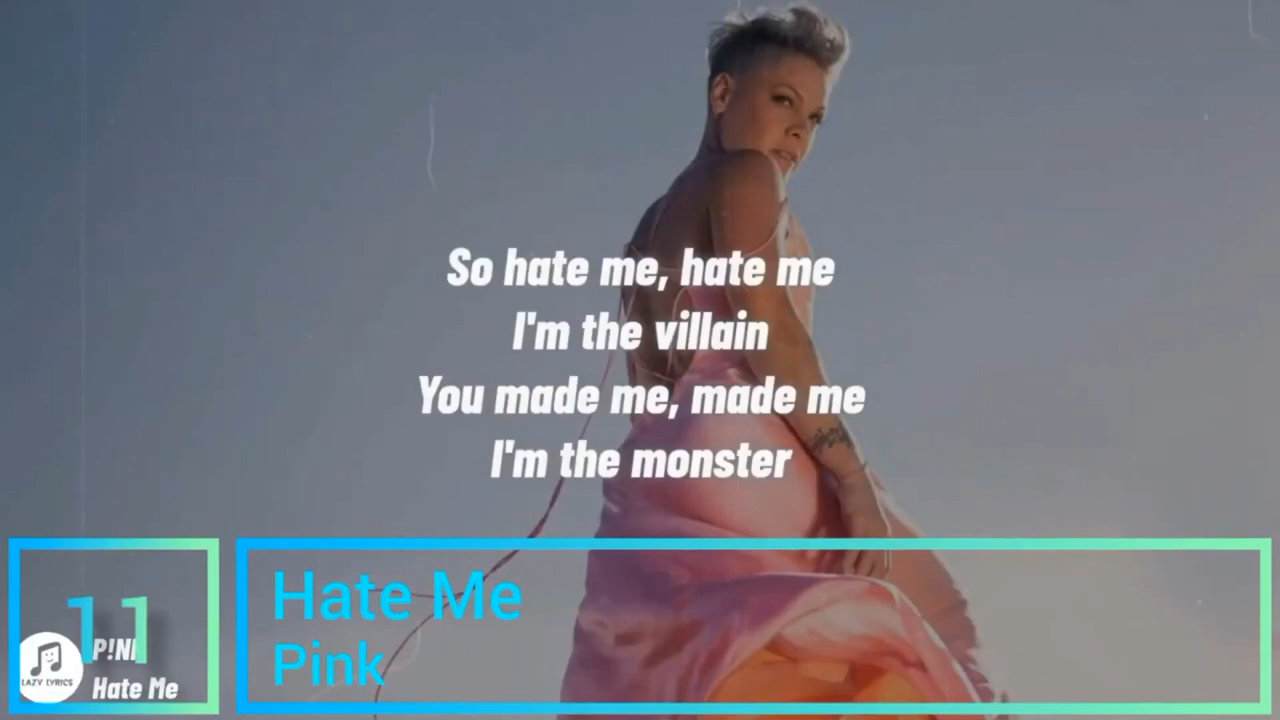 So hate me, hate me
I'm the villain
You made me, made me
I'm the monster
11
Hate Me
Pink
P!NK
Hate Me
LAZY LYRICS